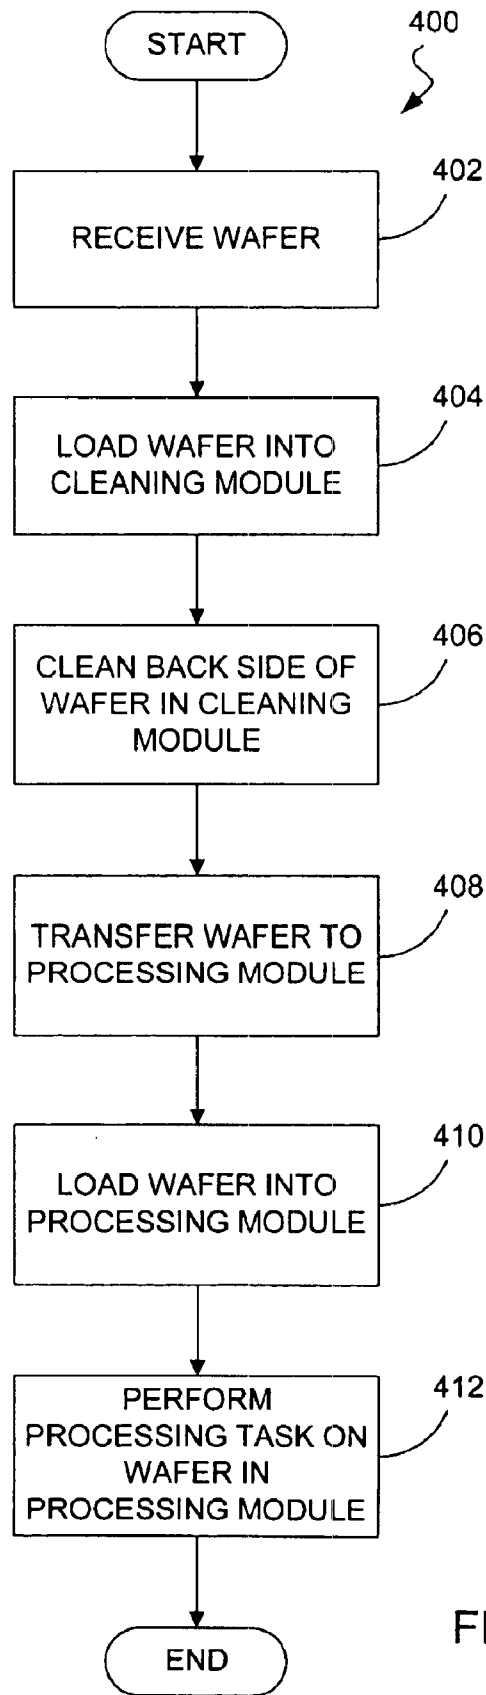 START
400
402
RECEIVE WAFER
404
LOAD WAFER INTO
CLEANING MODULE
406
CLEAN BACK SIDE OF
WAFER IN CLEANING
MODULE
408
TRANSFER WAFER TO
PROCESSING MODULE
410
LOAD WAFER INTO
PROCESSING MODULE
412
PERFORM
PROCESSING TASK ON
WAFER IN
PROCESSING MODULE
END